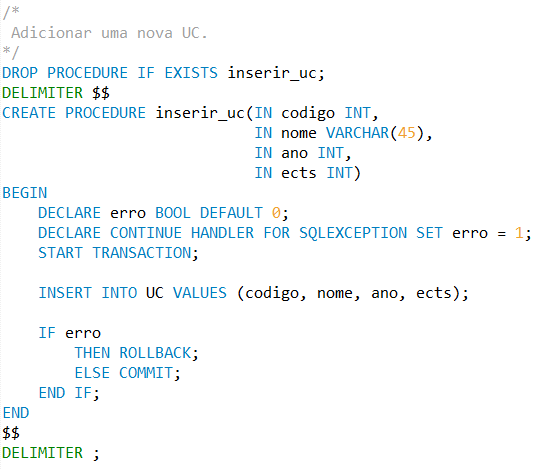 /*
 Adicionar uma nova UC.
*/
DROP PROCEDURE IF EXISTS inserir_uc;
DELIMITER $$
CREATE PROCEDURE inserir_uc(IN codigo INT,
                            IN nome VARCHAR(45),
                            IN ano INT,
                            IN ects INT)
BEGIN
    DECLARE erro BOOL DEFAULT 0;
    DECLARE CONTINUE HANDLER FOR SQLEXCEPTION SET erro = 1;
    START TRANSACTION;

    INSERT INTO UC VALUES (codigo, nome, ano, ects);

    IF erro
        THEN ROLLBACK;
        ELSE COMMIT;
    END IF;
END
$$
DELIMITER ;